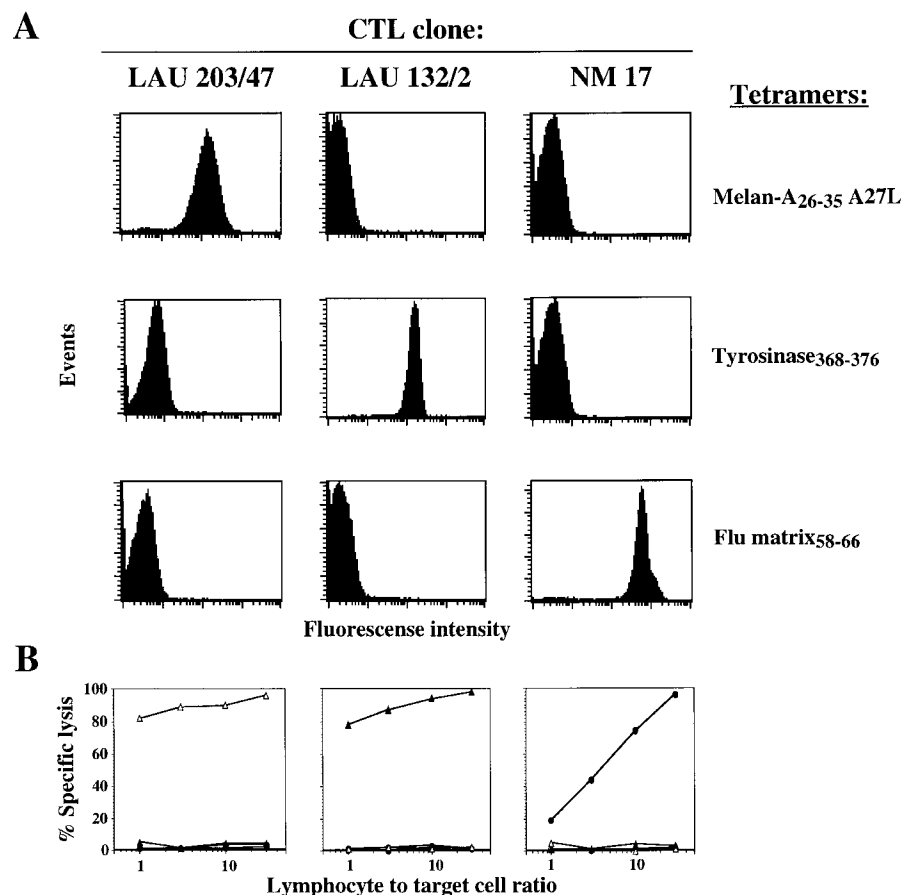 A
CTL clone:
LAU 203/47 LAU 132/2 NM 17
Tetramers:
Melan-A26-35 A27L
Events
Tyrosinase368-376
Flu matrix58-66
Fluorescense intensity
B
% Specific lysis
100
80
60
40
20
0
1 10 1 10 1 10
Lymphocyte to target cell ratio